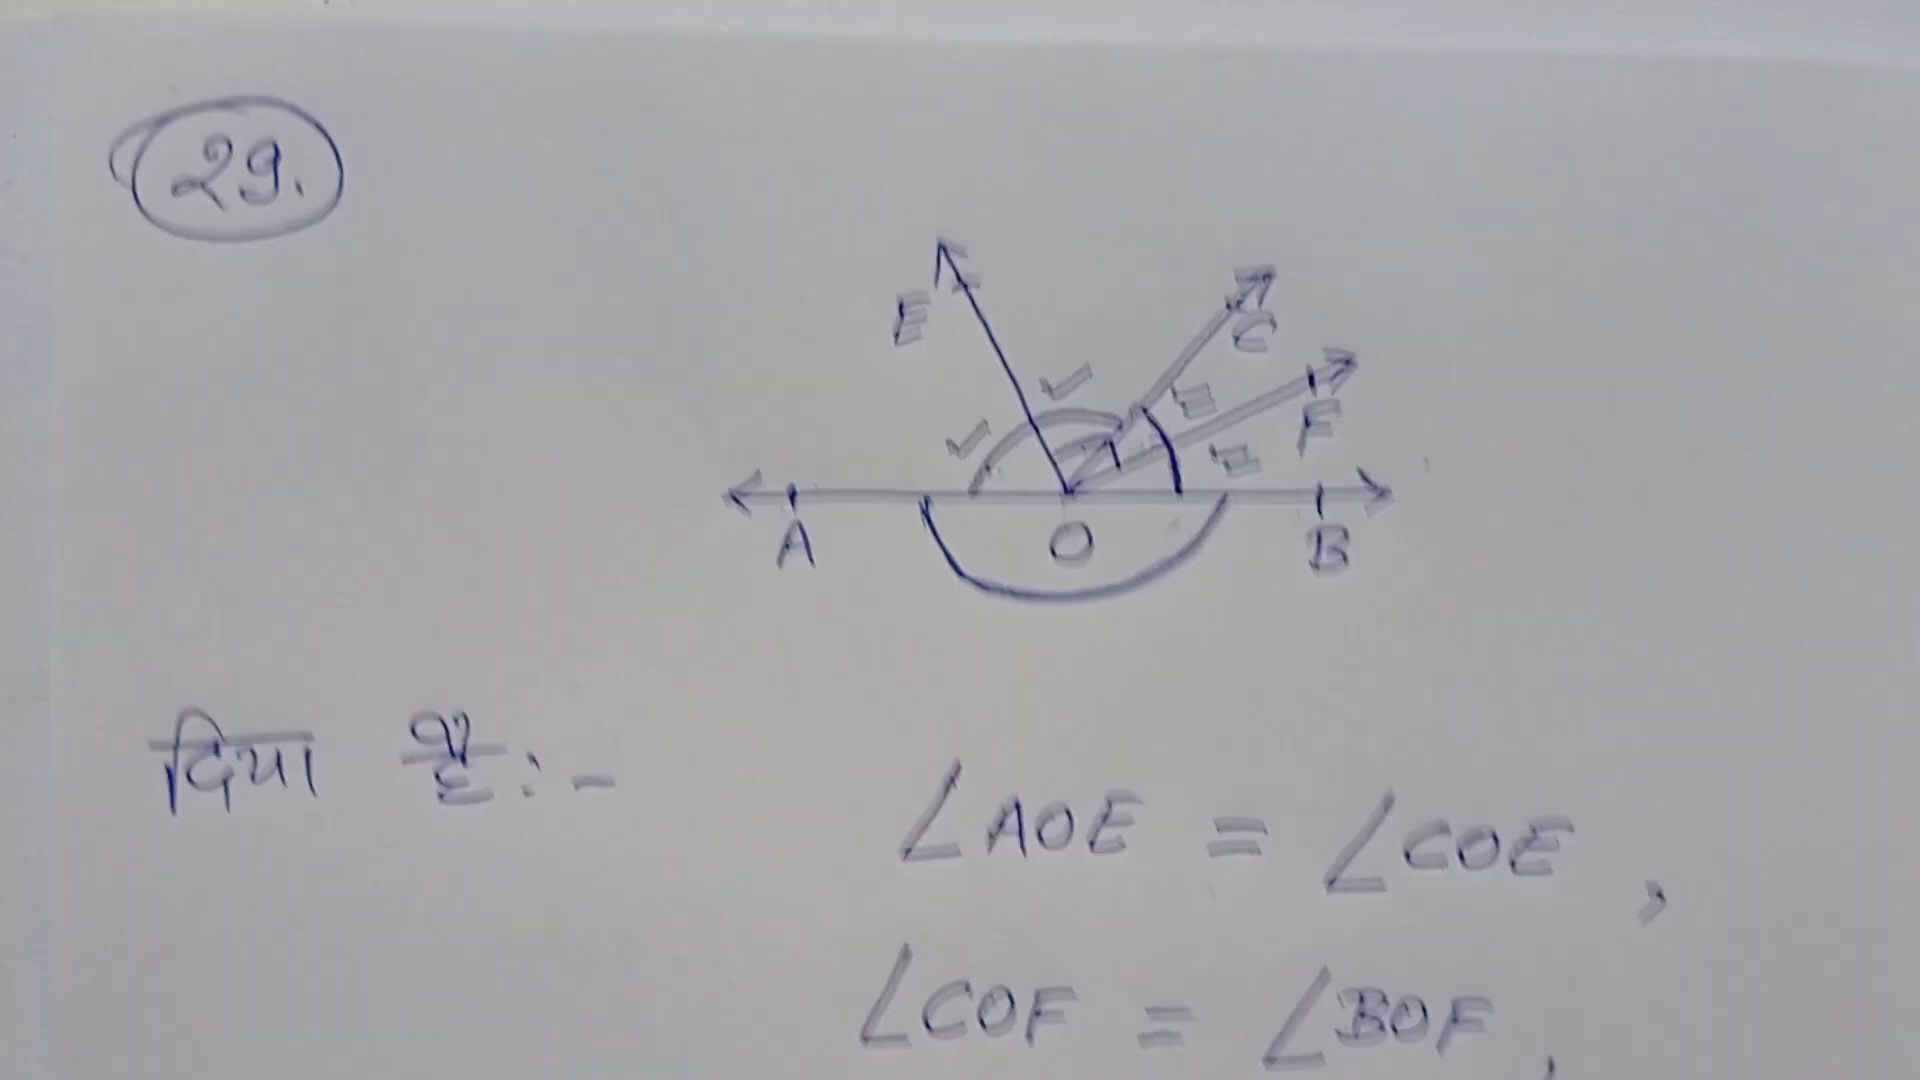 29.
E
C
F
A
O
B
दिया है:-
∠AOE = ∠COE,
∠COF = ∠BOF,